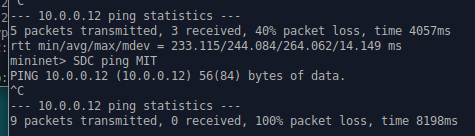 ^C
--- 10.0.0.12 ping statistics ---
5 packets transmitted, 3 received, 40% packet loss, time 4057ms
rtt min/avg/max/mdev = 233.115/244.084/264.062/14.149 ms
mininet> SDC ping MIT
PING 10.0.0.12 (10.0.0.12) 56(84) bytes of data.
^C
--- 10.0.0.12 ping statistics ---
9 packets transmitted, 0 received, 100% packet loss, time 8198ms